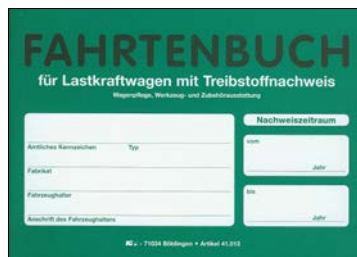 FAHRTENBUCH
für Lastkraftwagen mit Treibstoffnachweis
Wagenpflege, Werkzeug- und Zubehörausstattung
Nachweiszeitraum
Amtliches Kennzeichen Typ
Fabrikat
Fahrzeughalter
Anschrift des Fahrzeughalters
vom
Jahr
bis
Jahr
- 71034 Böblingen • Artikel 41.013